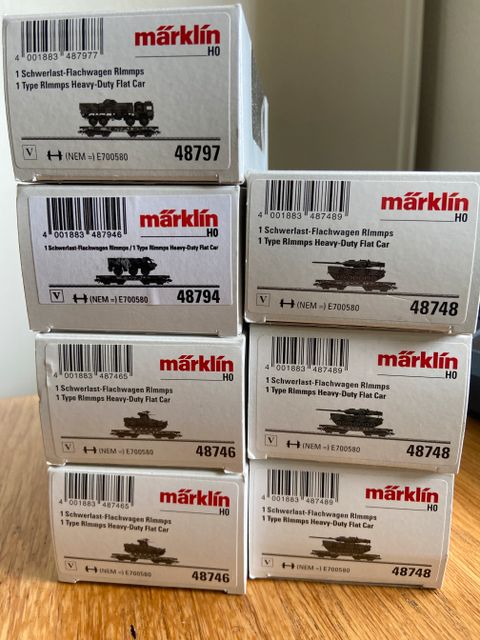 märklin
H0
4 001883 487977
1 Schwerlast-Flachwagen Rlmmps
1 Type Rlmmps Heavy-Duty Flat Car
V (NEM =) E700580 48797
märklin
H0
4 001883 487946
1 Schwerlast-Flachwagen Rlmmps / 1 Type Rlmmps Heavy-Duty Flat Car
V (NEM =) E700580 48794
märklin
H0
4 001883 487465
1 Schwerlast-Flachwagen Rlmmps
1 Type Rlmmps Heavy-Duty Flat Car
V (NEM =) E700580 48746
märklin
H0
4 001883 487465
1 Schwerlast-Flachwagen Rlmmps
1 Type Rlmmps Heavy-Duty Flat Car
V (NEM =) E700580 48746
märklin
H0
4 001883 487489
1 Schwerlast-Flachwagen Rlmmps
1 Type Rlmmps Heavy-Duty Flat Car
V (NEM =) E700580 48748
märklin
H0
4 001883 487489
1 Schwerlast-Flachwagen Rlmmps
1 Type Rlmmps Heavy-Duty Flat Car
V (NEM =) E700580 48748
märklin
H0
4 001883 487489
1 Schwerlast-Flachwagen Rlmmps
1 Type Rlmmps Heavy-Duty Flat Car
V (NEM =) E700580 48748